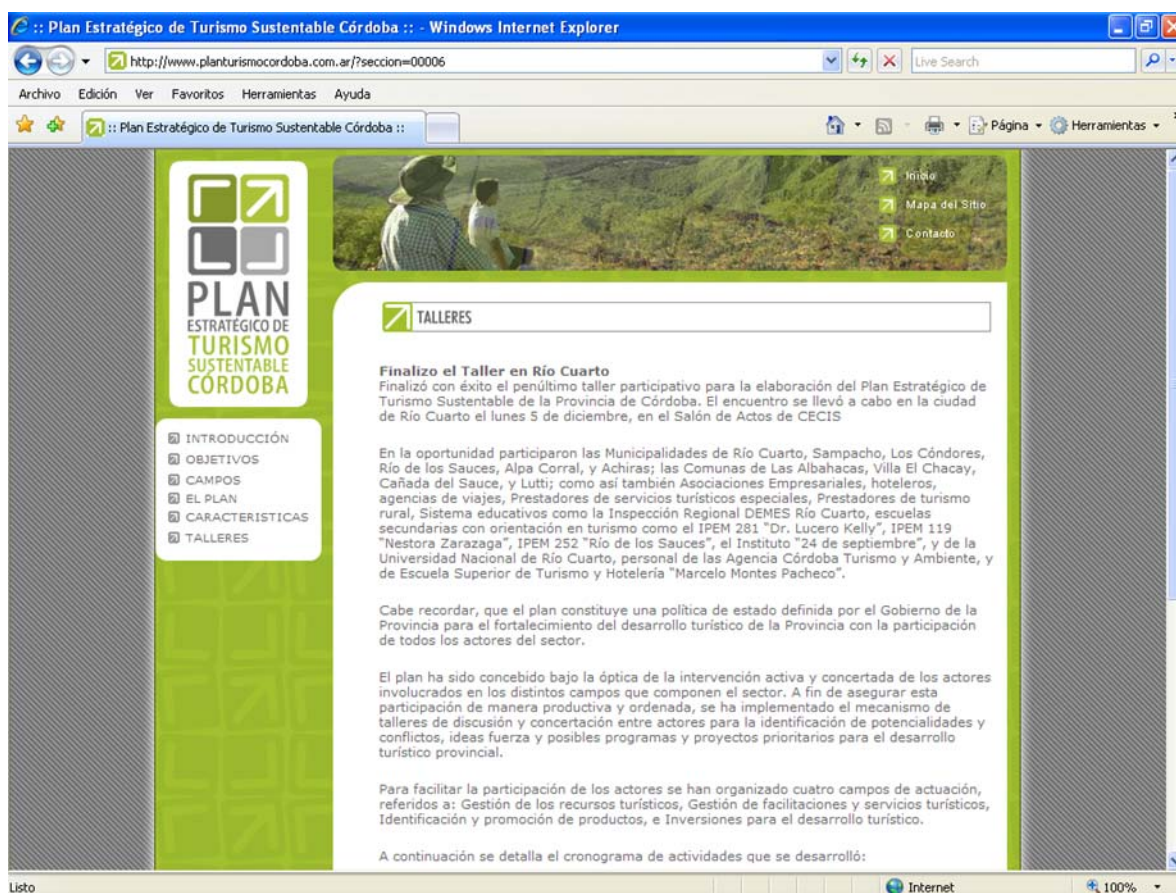 :: Plan Estratégico de Turismo Sustentable Córdoba :: - Windows Internet Explorer
http://www.planturismocordoba.com.ar/?seccion=00006
Live Search
Archivo Edición Ver Favoritos Herramientas Ayuda
:: Plan Estratégico de Turismo Sustentable Córdoba ::
Página Herramientas
Inicio
Mapa del Sitio
Contacto
PLAN
ESTRATÉGICO DE
TURISMO
SUSTENTABLE
CÓRDOBA
INTRODUCCIÓN
OBJETIVOS
CAMPOS
EL PLAN
CARACTERISTICAS
TALLERES
TALLERES
Finalizo el Taller en Río Cuarto
Finalizó con éxito el penúltimo taller participativo para la elaboración del Plan Estratégico de
Turismo Sustentable de la Provincia de Córdoba. El encuentro se llevó a cabo en la ciudad
de Río Cuarto el lunes 5 de diciembre, en el Salón de Actos de CECIS
En la oportunidad participaron las Municipalidades de Río Cuarto, Sampacho, Los Cóndores,
Río de los Sauces, Alpa Corral, y Achiras; las Comunas de Las Albahacas, Villa El Chacay,
Cañada del Sauce, y Lutti; como así también Asociaciones Empresariales, hoteleros,
agencias de viajes, Prestadores de servicios turísticos especiales, Prestadores de turismo
rural, Sistema educativos como la Inspección Regional DEMES Río Cuarto, escuelas
secundarias con orientación en turismo como el IPEM 281 "Dr. Lucero Kelly", IPEM 119
"Nestora Zarazaga", IPEM 252 "Río de los Sauces", el Instituto "24 de septiembre", y de la
Universidad Nacional de Río Cuarto, personal de las Agencia Córdoba Turismo y Ambiente, y
de Escuela Superior de Turismo y Hotelería "Marcelo Montes Pacheco".
Cabe recordar, que el plan constituye una política de estado definida por el Gobierno de la
Provincia para el fortalecimiento del desarrollo turístico de la Provincia con la participación
de todos los actores del sector.
El plan ha sido concebido bajo la óptica de la intervención activa y concertada de los actores
involucrados en los distintos campos que componen el sector. A fin de asegurar esta
participación de manera productiva y ordenada, se ha implementado el mecanismo de
talleres de discusión y concertación entre actores para la identificación de potencialidades y
conflictos, ideas fuerza y posibles programas y proyectos prioritarios para el desarrollo
turístico provincial.
Para facilitar la participación de los actores se han organizado cuatro campos de actuación,
referidos a: Gestión de los recursos turísticos, Gestión de facilitaciones y servicios turísticos,
Identificación y promoción de productos, e Inversiones para el desarrollo turístico.
A continuación se detalla el cronograma de actividades que se desarrolló:
Listo
Internet
100%